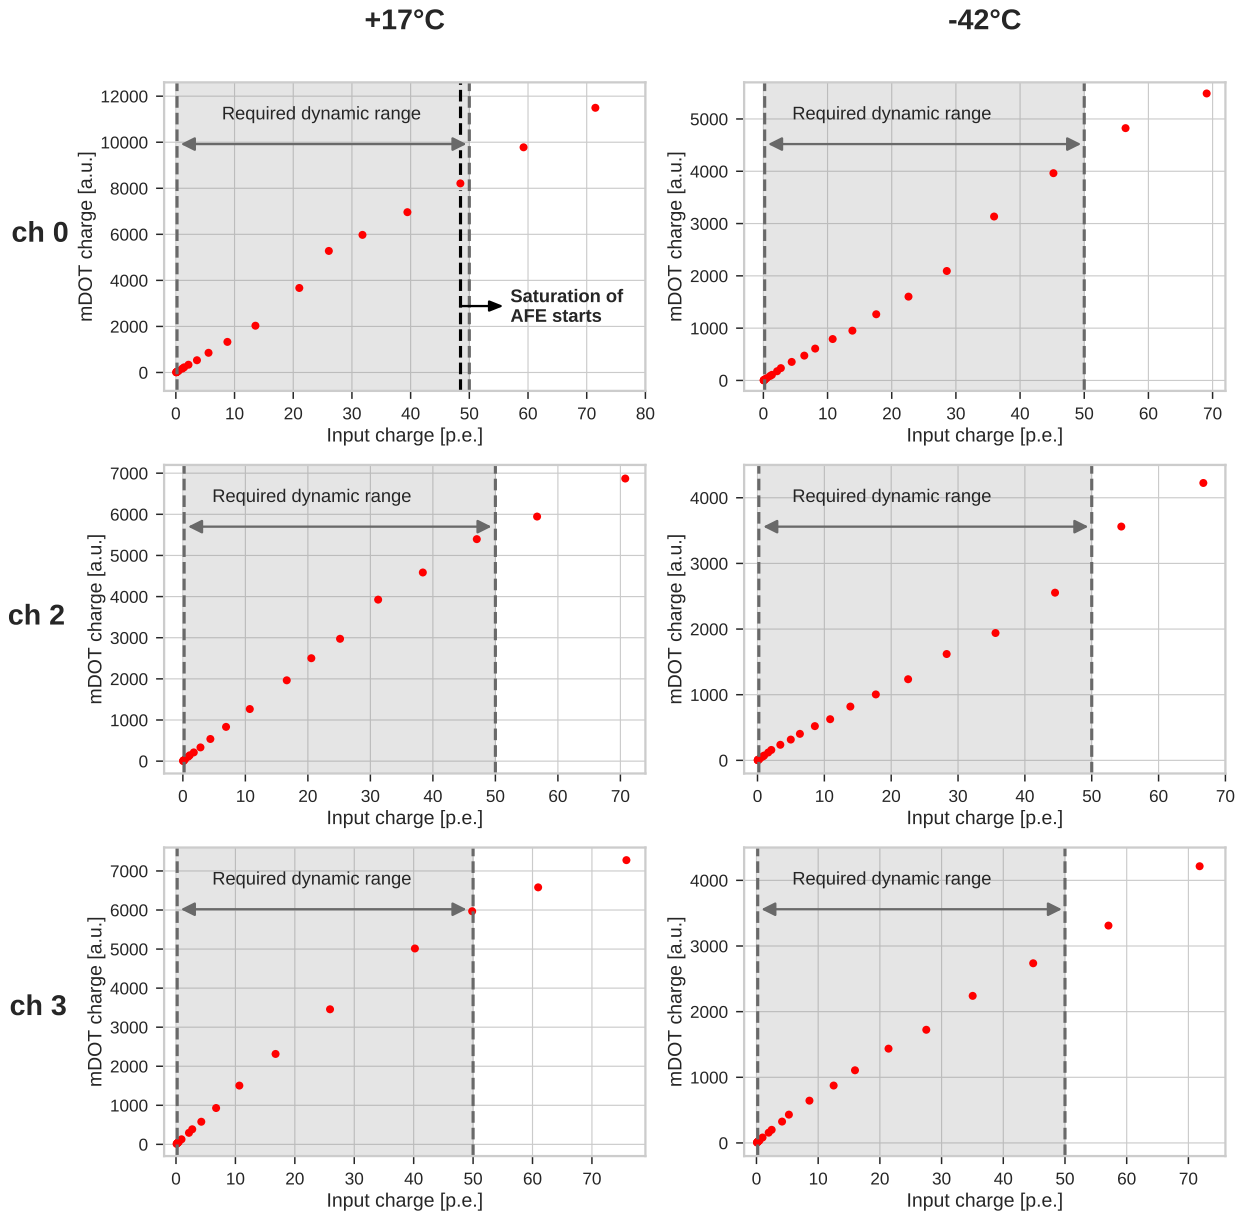 +17°C
-42°C
ch 0
mDOT charge [a.u.]
12000
10000
8000
6000
4000
2000
0
Required dynamic range
Saturation of
AFE starts
0 10 20 30 40 50 60 70 80
Input charge [p.e.]
mDOT charge [a.u.]
5000
4000
3000
2000
1000
0
Required dynamic range
0 10 20 30 40 50 60 70
Input charge [p.e.]
ch 2
mDOT charge [a.u.]
7000
6000
5000
4000
3000
2000
1000
0
Required dynamic range
0 10 20 30 40 50 60 70
Input charge [p.e.]
mDOT charge [a.u.]
4000
3000
2000
1000
0
Required dynamic range
0 10 20 30 40 50 60 70
Input charge [p.e.]
ch 3
mDOT charge [a.u.]
7000
6000
5000
4000
3000
2000
1000
0
Required dynamic range
0 10 20 30 40 50 60 70
Input charge [p.e.]
mDOT charge [a.u.]
4000
3000
2000
1000
0
Required dynamic range
0 10 20 30 40 50 60 70
Input charge [p.e.]